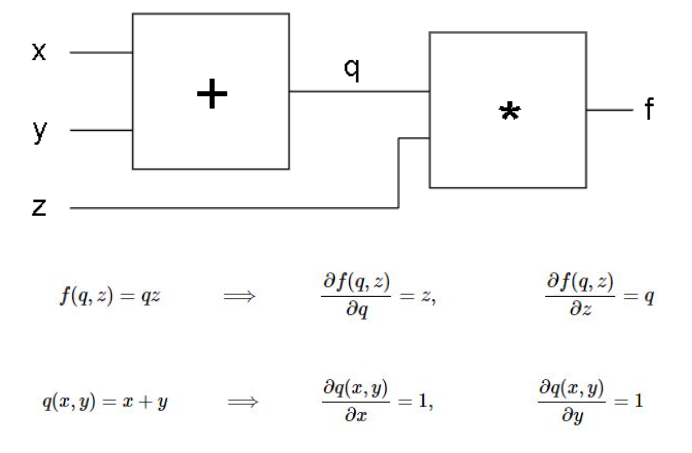 x
+
q
*
f
y
z
f(q, z) = qz ⟹ ∂f(q, z)/∂q = z, ∂f(q, z)/∂z = q
q(x, y) = x + y ⟹ ∂q(x, y)/∂x = 1, ∂q(x, y)/∂y = 1